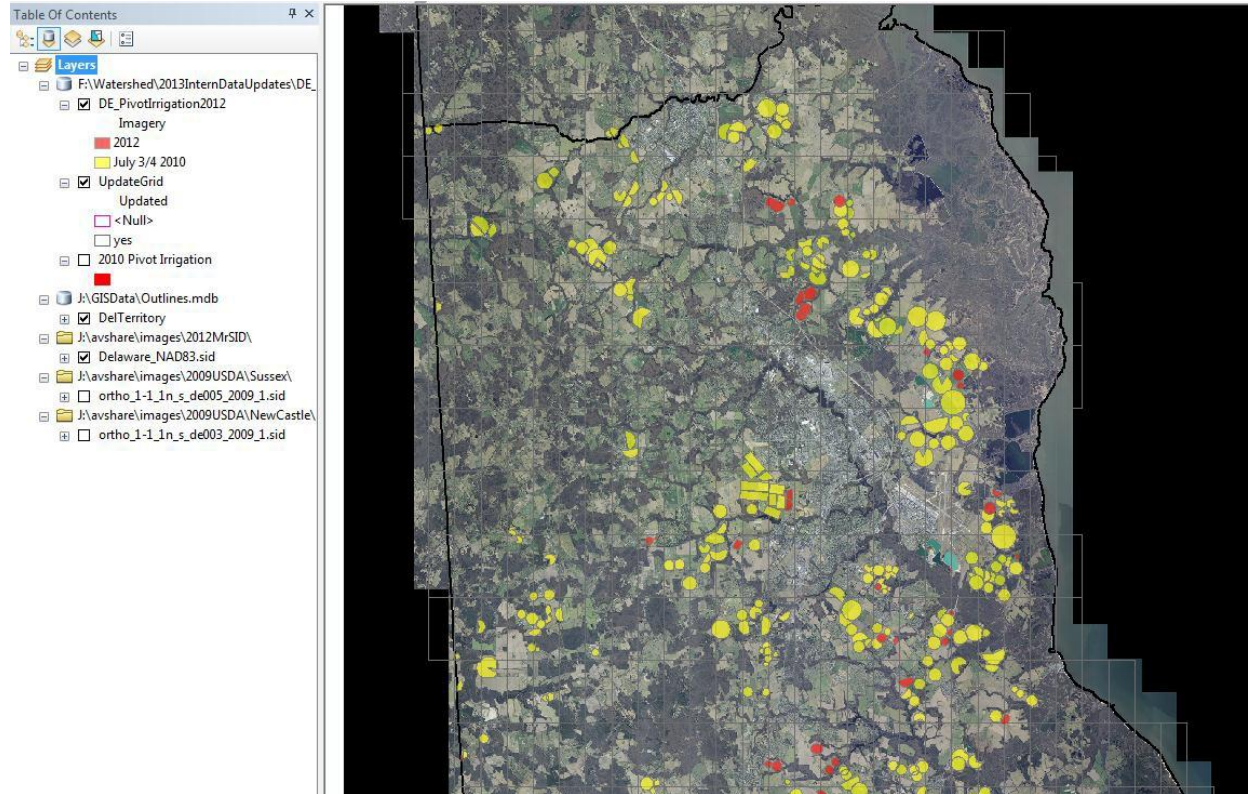 Table Of Contents
Layers
F:\Watershed\2013InternDataUpdates\DE_
DE_PivotIrrigation2012
Imagery
2012
July 3/4 2010
UpdateGrid
Updated
<Null>
yes
2010 Pivot Irrigation
J:\GISData\Outlines.mdb
DelTerritory
J:\avshare\images\2012MrSID\
Delaware_NAD83.sid
J:\avshare\images\2009USDA\Sussex\
ortho_1-1_1n_s_de005_2009_1.sid
J:\avshare\images\2009USDA\NewCastle\
ortho_1-1_1n_s_de003_2009_1.sid